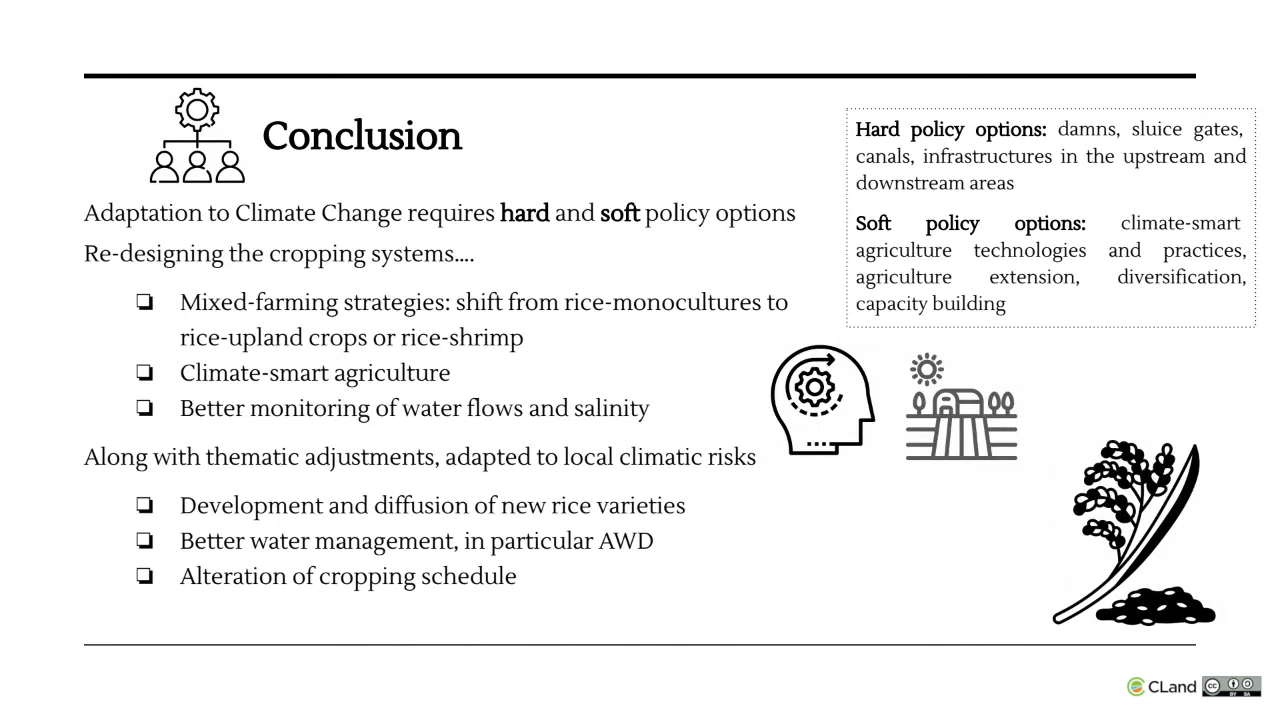 Conclusion
Adaptation to Climate Change requires hard and soft policy options
Re-designing the cropping systems....
❏ Mixed-farming strategies: shift from rice-monocultures to
rice-upland crops or rice-shrimp
❏ Climate-smart agriculture
❏ Better monitoring of water flows and salinity
Along with thematic adjustments, adapted to local climatic risks
❏ Development and diffusion of new rice varieties
❏ Better water management, in particular AWD
❏ Alteration of cropping schedule
Hard policy options: damns, sluice gates,
canals, infrastructures in the upstream and
downstream areas
Soft policy options: climate-smart
agriculture technologies and practices,
agriculture extension, diversification,
capacity building
CLand
cc BY SA